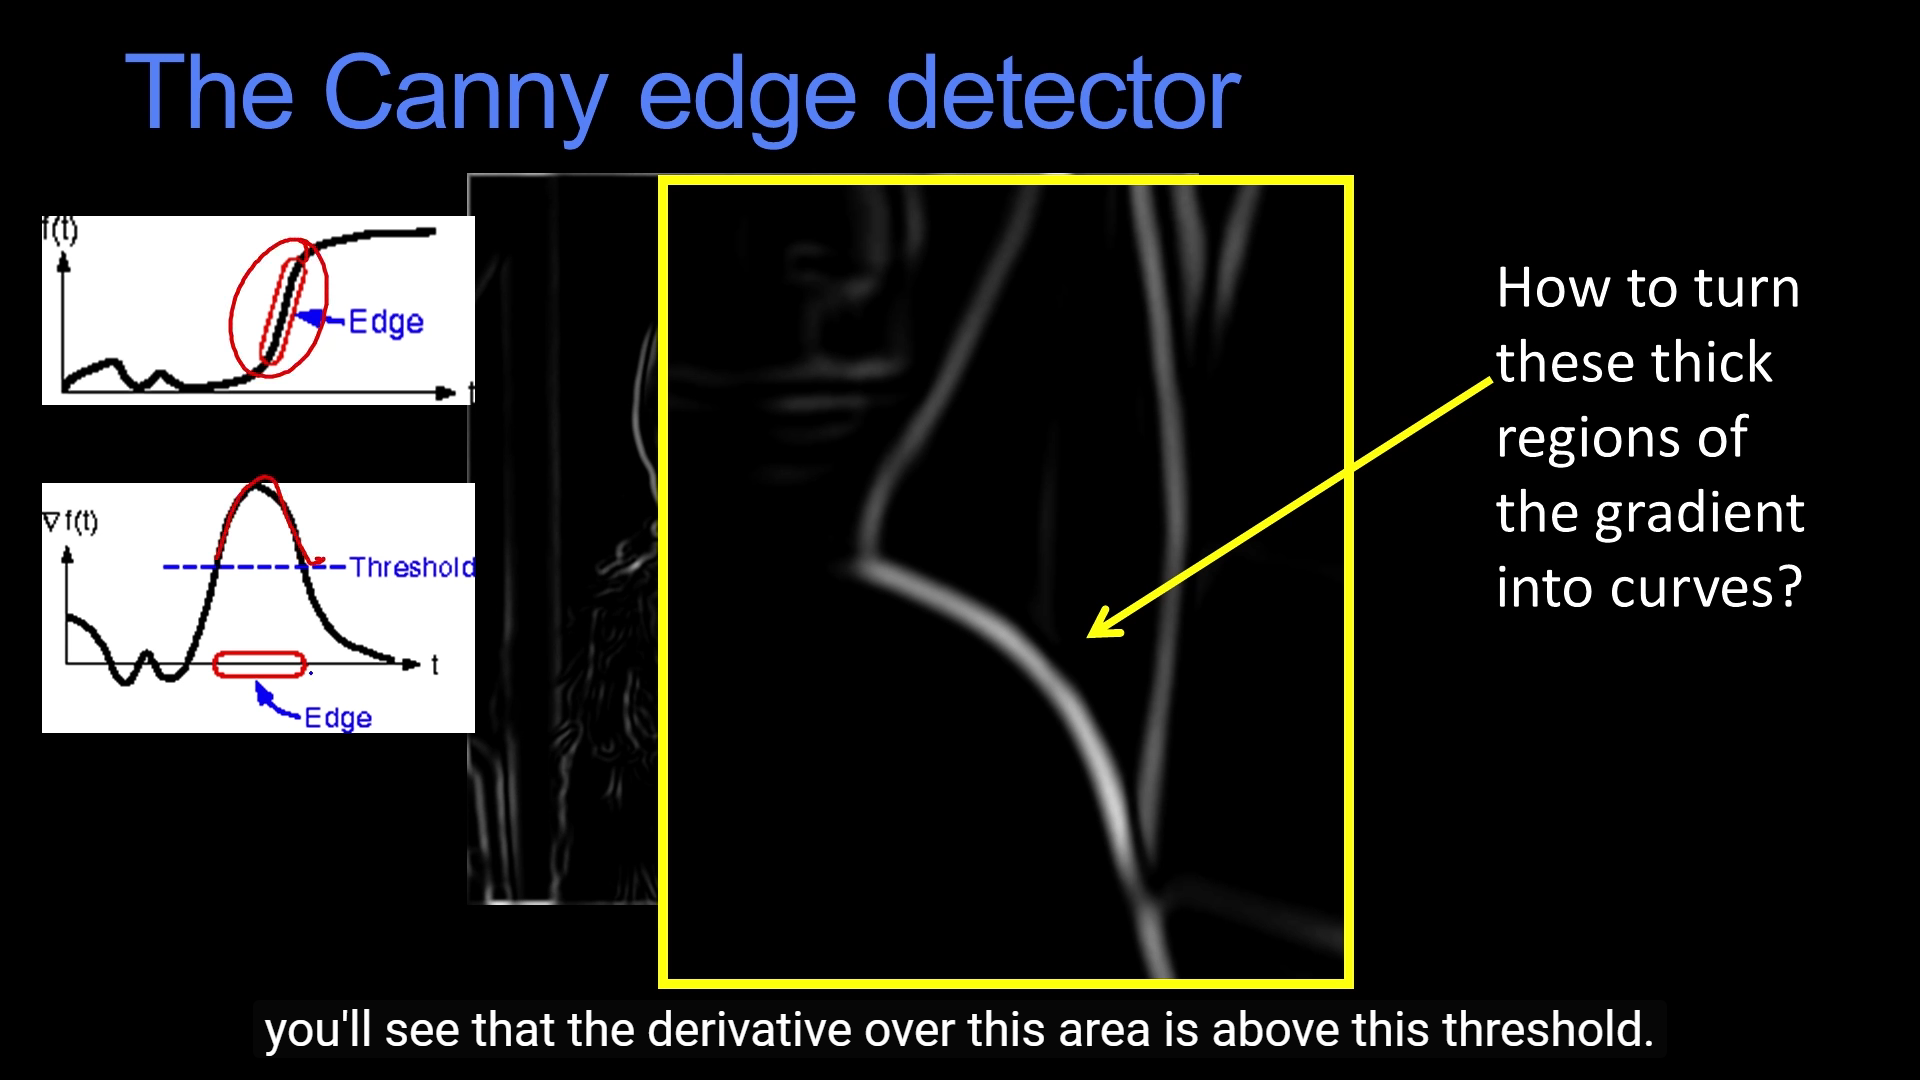 The Canny edge detector
f(t)
Edge
t
∇ f(t)
Threshold
t
Edge
How to turn
these thick
regions of
the gradient
into curves?
you'll see that the derivative over this area is above this threshold.